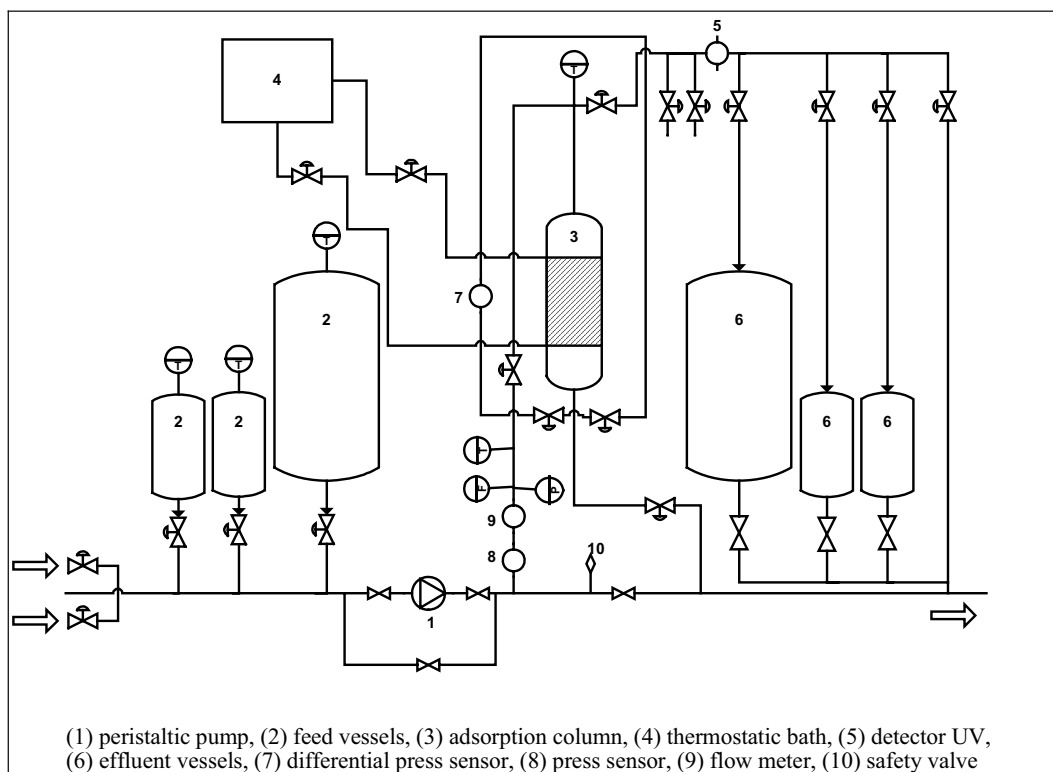 5
T
4
3
T
7
2
6
T
T
2
2
6
6
T
F
P
9
8
10
1
(1) peristaltic pump, (2) feed vessels, (3) adsorption column, (4) thermostatic bath, (5) detector UV,
(6) effluent vessels, (7) differential press sensor, (8) press sensor, (9) flow meter, (10) safety valve